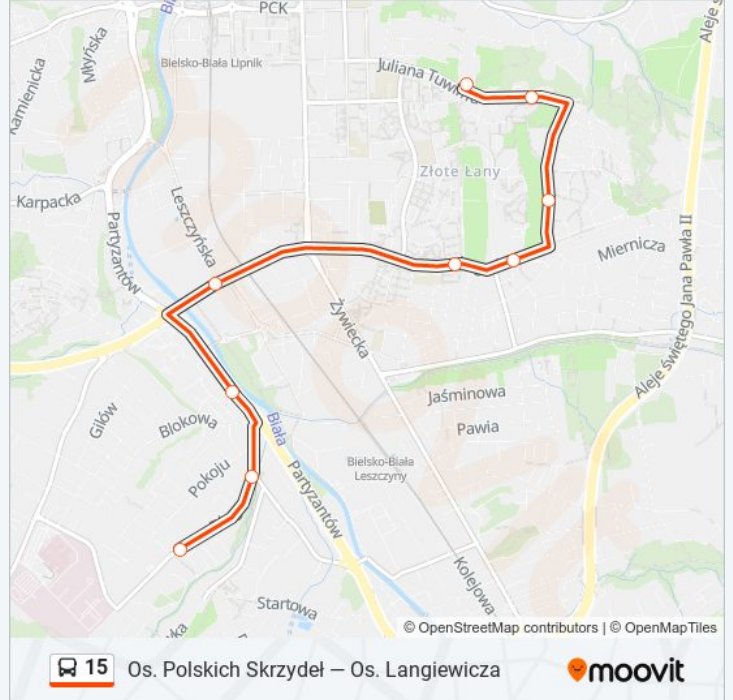 PCK
Aleje ś
Młyńska
Bielsko-Biała Lipnik
Kamienicka
Juliana Tuwima
Złote Łany
Karpacka
Leszczyńska
Partyzantów
Miernicza
Aleje świętego Jana Pawła II
Żywiecka
Jaśminowa
Gilów
Blokowa
Biała
Pawia
Pokoju
Bielsko-Biała
Leszczyny
Partyzantów
Kolejowa
Startowa
© OpenStreetMap contributors | © OpenMapTiles
15 Os. Polskich Skrzydeł — Os. Langiewicza
moovit